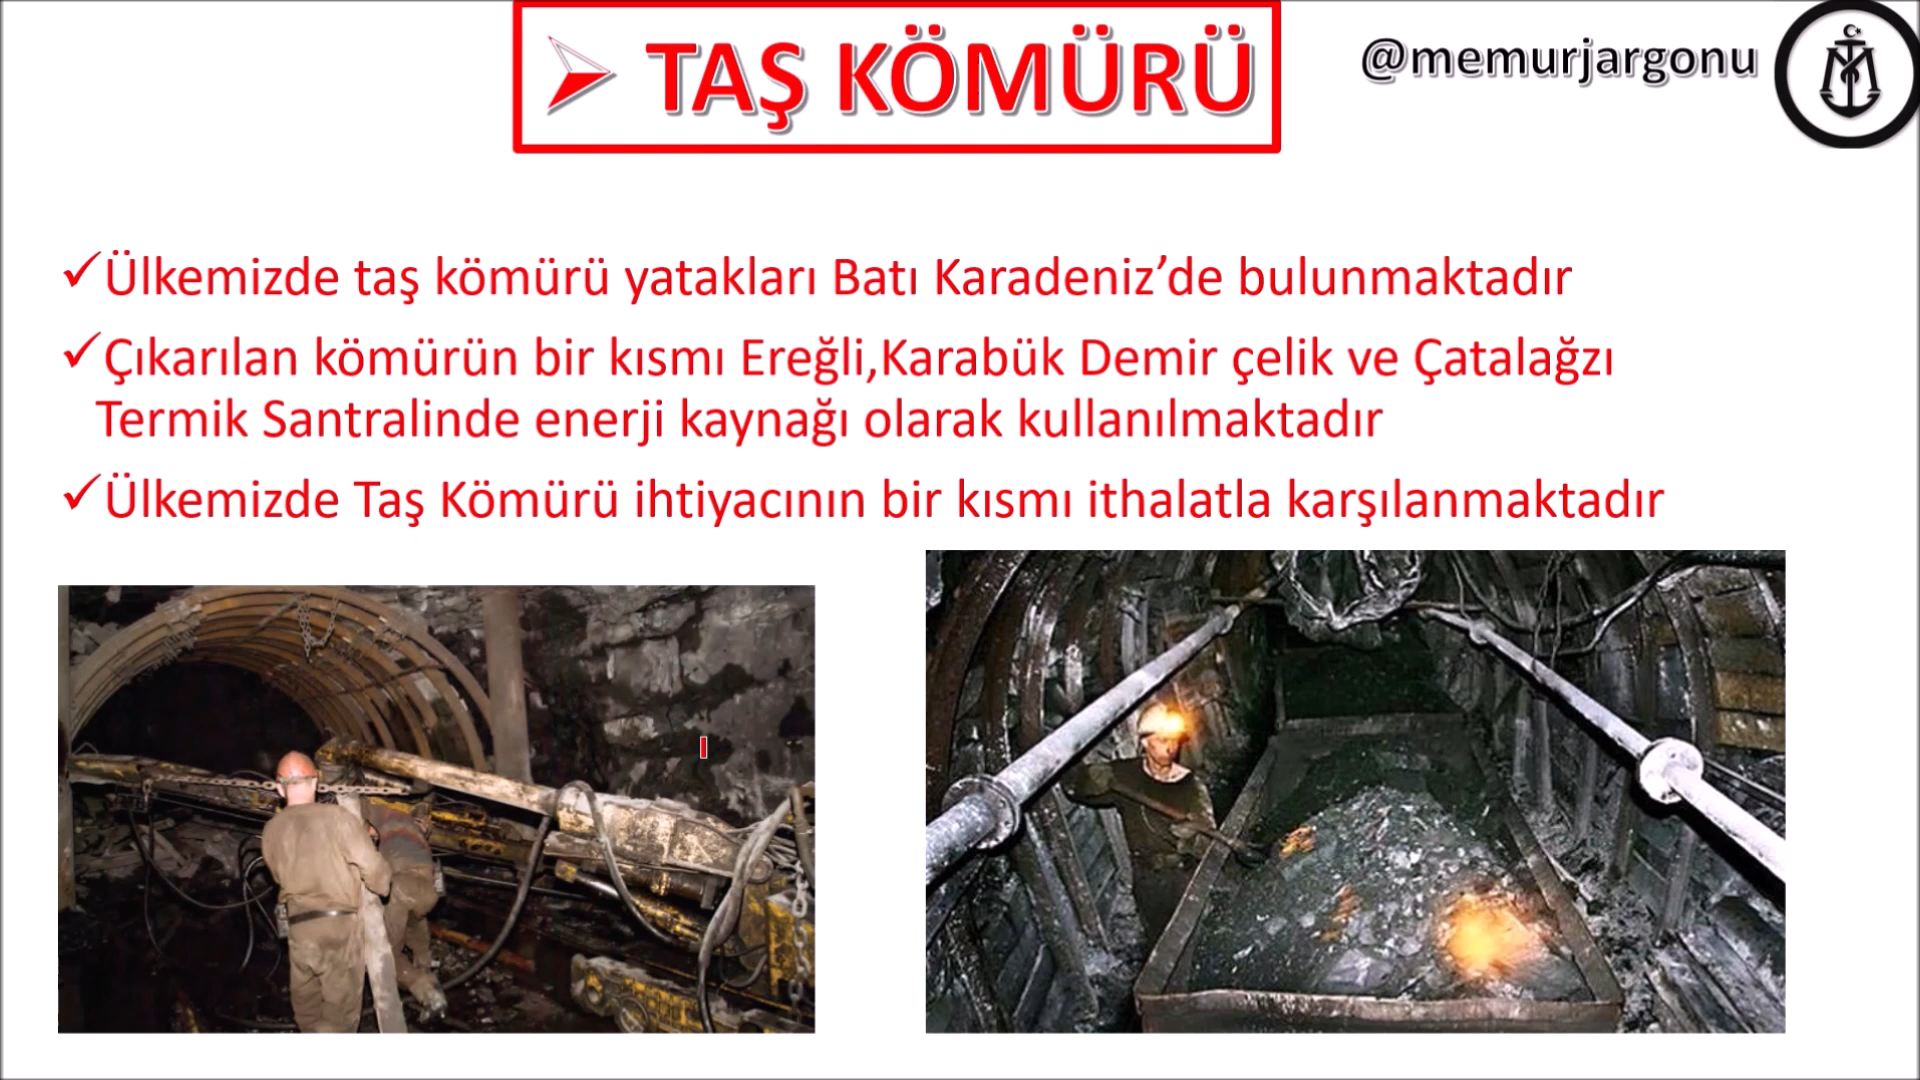 TAŞ KÖMÜRÜ
@memurjargonu
Ülkemizde taş kömürü yatakları Batı Karadeniz’de bulunmaktadır
Çıkarılan kömürün bir kısmı Ereğli,Karabük Demir çelik ve Çatalağzı
Termik Santralinde enerji kaynağı olarak kullanılmaktadır
Ülkemizde Taş Kömürü ihtiyacının bir kısmı ithalatla karşılanmaktadır